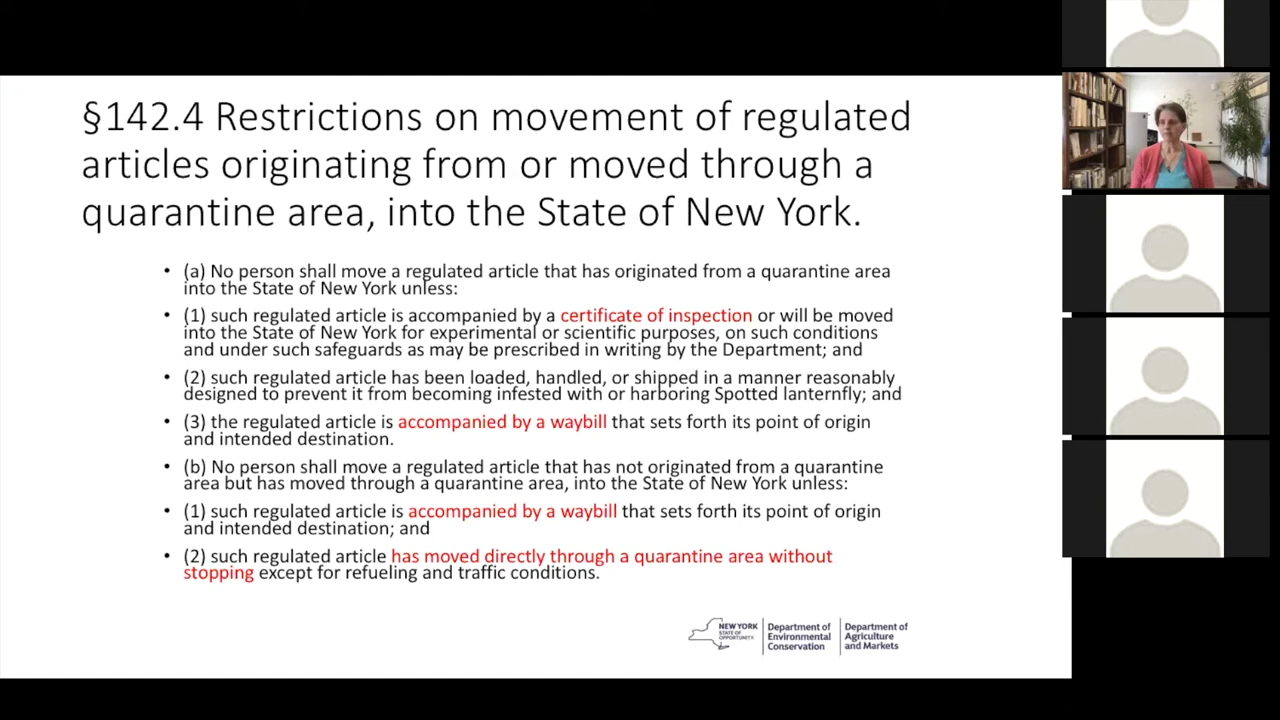 §142.4 Restrictions on movement of regulated
articles originating from or moved through a
quarantine area, into the State of New York.
• (a) No person shall move a regulated article that has originated from a quarantine area
into the State of New York unless:
• (1) such regulated article is accompanied by a certificate of inspection or will be moved
into the State of New York for experimental or scientific purposes, on such conditions
and under such safeguards as may be prescribed in writing by the Department; and
• (2) such regulated article has been loaded, handled, or shipped in a manner reasonably
designed to prevent it from becoming infested with or harboring Spotted lanternfly; and
• (3) the regulated article is accompanied by a waybill that sets forth its point of origin
and intended destination.
• (b) No person shall move a regulated article that has not originated from a quarantine
area but has moved through a quarantine area, into the State of New York unless:
• (1) such regulated article is accompanied by a waybill that sets forth its point of origin
and intended destination; and
• (2) such regulated article has moved directly through a quarantine area without
stopping except for refueling and traffic conditions.
NEW YORK
STATE OF
OPPORTUNITY.
Department of
Environmental
Conservation
Department of
Agriculture
and Markets